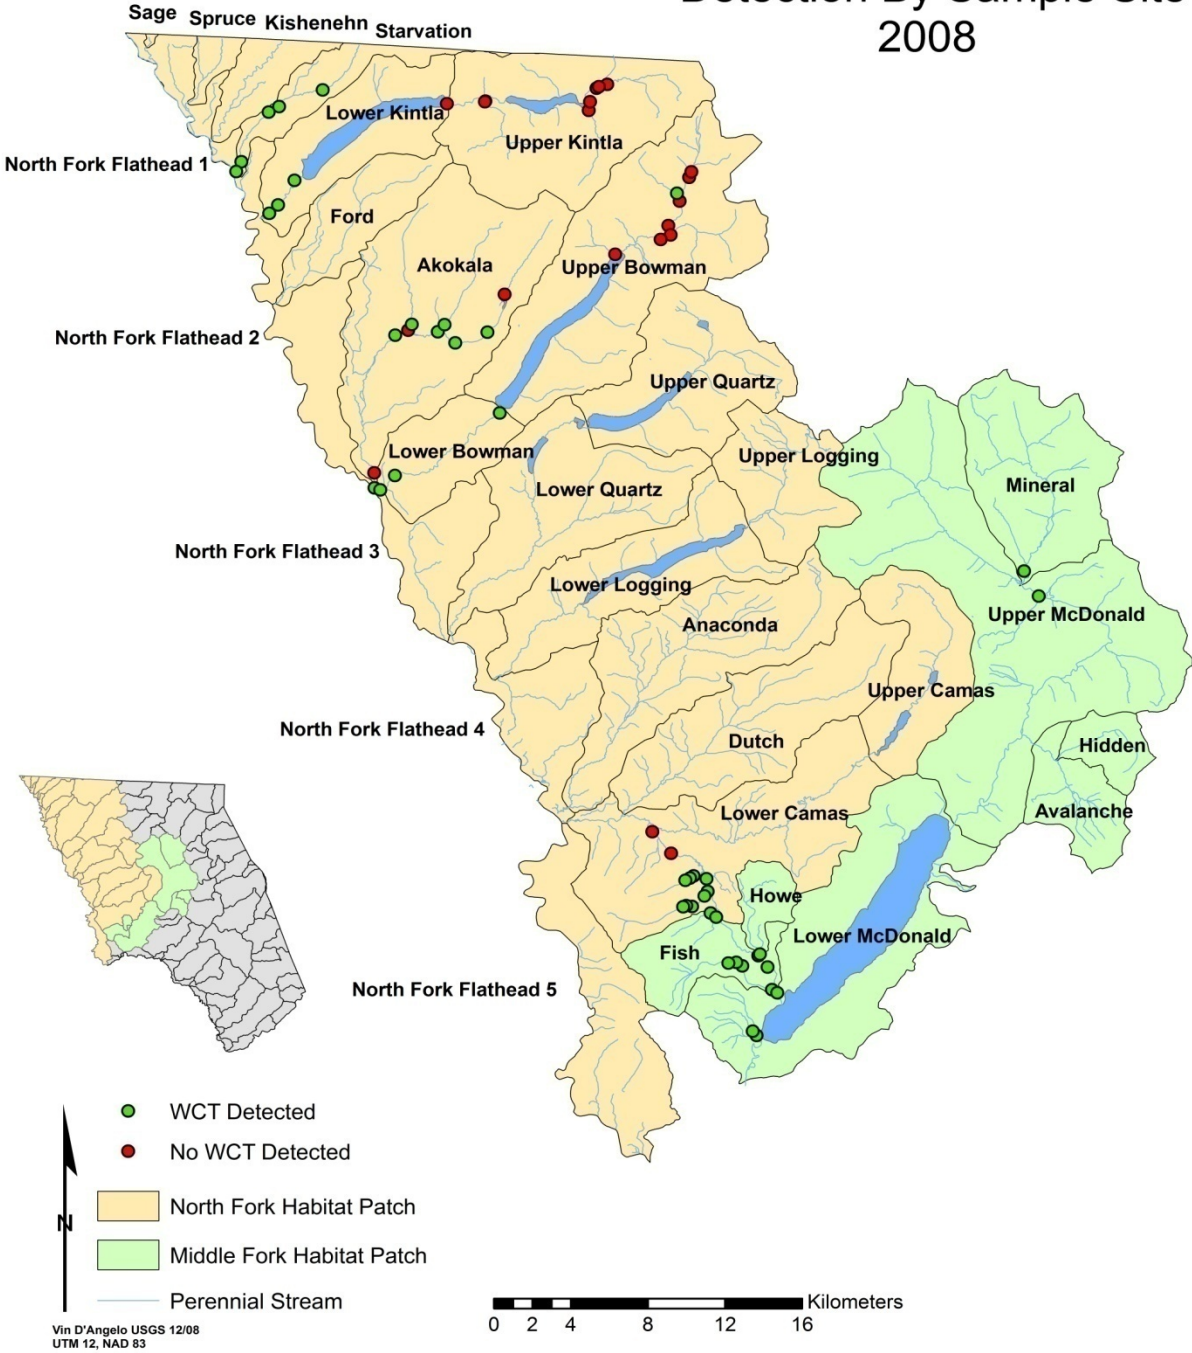 2008
Sage Spruce Kishenehn Starvation
Lower Kintla
Upper Kintla
North Fork Flathead 1
Ford
Akokala
Upper Bowman
North Fork Flathead 2
Upper Quartz
Lower Bowman
Upper Logging
Mineral
Lower Quartz
North Fork Flathead 3
Lower Logging
Upper McDonald
Anaconda
Upper Camas
North Fork Flathead 4
Dutch
Hidden
Avalanche
Lower Camas
Howe
Lower McDonald
Fish
North Fork Flathead 5
WCT Detected
No WCT Detected
North Fork Habitat Patch
N
Middle Fork Habitat Patch
Perennial Stream
Kilometers
0 2 4 8 12 16
Vin D'Angelo USGS 12/08
UTM 12, NAD 83